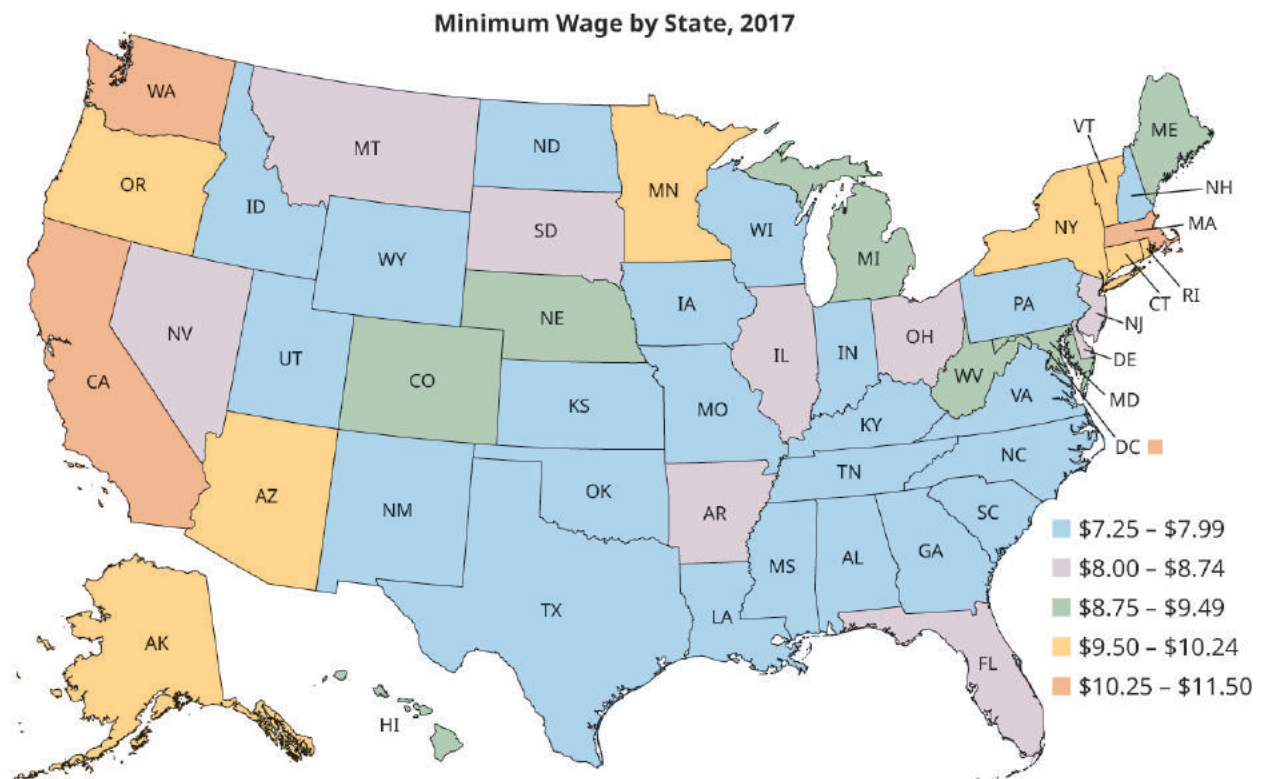 Minimum Wage by State, 2017
WA
MT
ND
MN
VT
ME
OR
ID
SD
WI
NY
NH
MA
WY
MI
CT
RI
NV
UT
NE
IA
IL
IN
OH
PA
NJ
DE
CA
CO
KS
MO
KY
WV
VA
MD
DC
AZ
NM
OK
AR
TN
NC
SC
TX
LA
MS
AL
GA
FL
AK
HI
$7.25 – $7.99
$8.00 – $8.74
$8.75 – $9.49
$9.50 – $10.24
$10.25 – $11.50